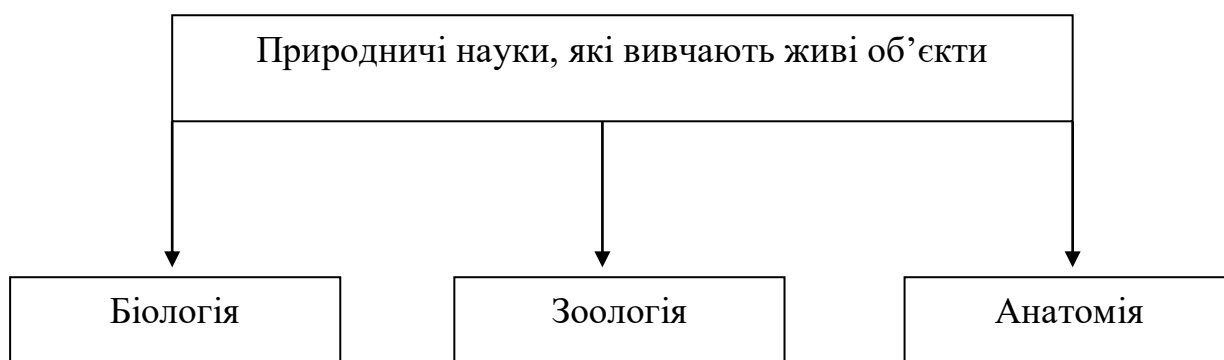 Природничі науки, які вивчають живі об’єкти
Біологія
Зоологія
Анатомія